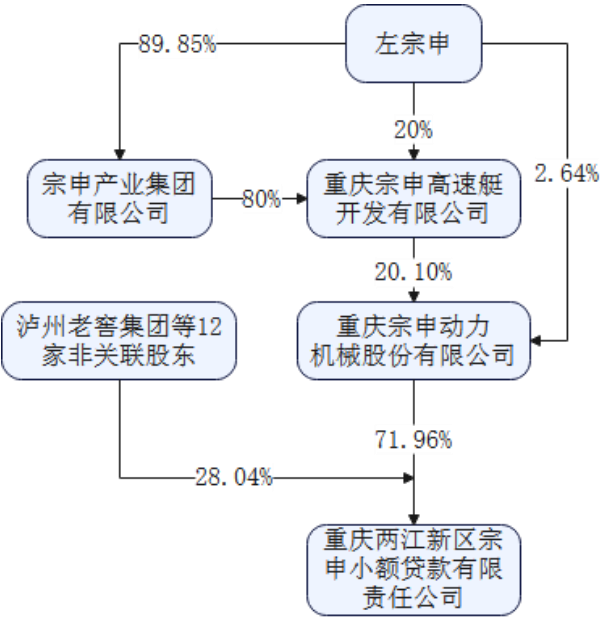 左宗申
89.85%
20%
2.64%
宗申产业集团
有限公司
80%
重庆宗申高速艇
开发有限公司
20.10%
泸州老窖集团等12
家非关联股东
重庆宗申动力
机械股份有限公司
71.96%
28.04%
重庆两江新区宗
申小额贷款有限
责任公司